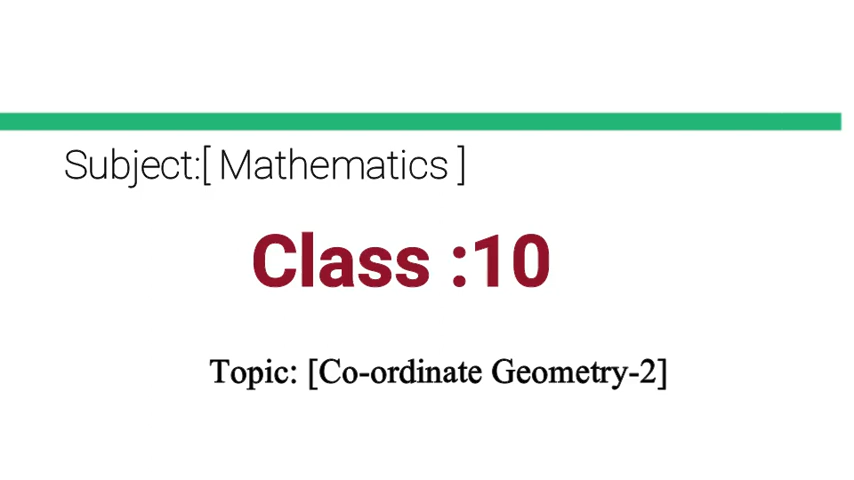 Subject:[ Mathematics ]
Class :10
Topic: [Co-ordinate Geometry-2]